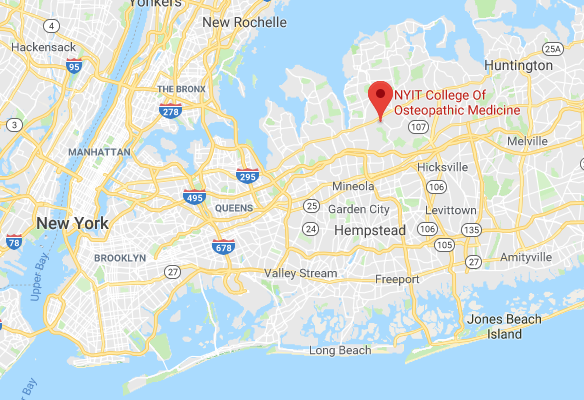 Yonkers
New Rochelle
4
Hackensack
95
25A
Huntington
THE BRONX
NYIT College Of
Osteopathic Medicine
278
3
107
MANHATTAN
Melville
Hicksville
295
Mineola
106
495
QUEENS
25
Garden City
Levittown
New York
24
Hempstead
106
135
78
678
105
BROOKLYN
Upper Bay
27
Valley Stream
27
Amityville
Freeport
Jones Beach
Island
Long Beach
Bay